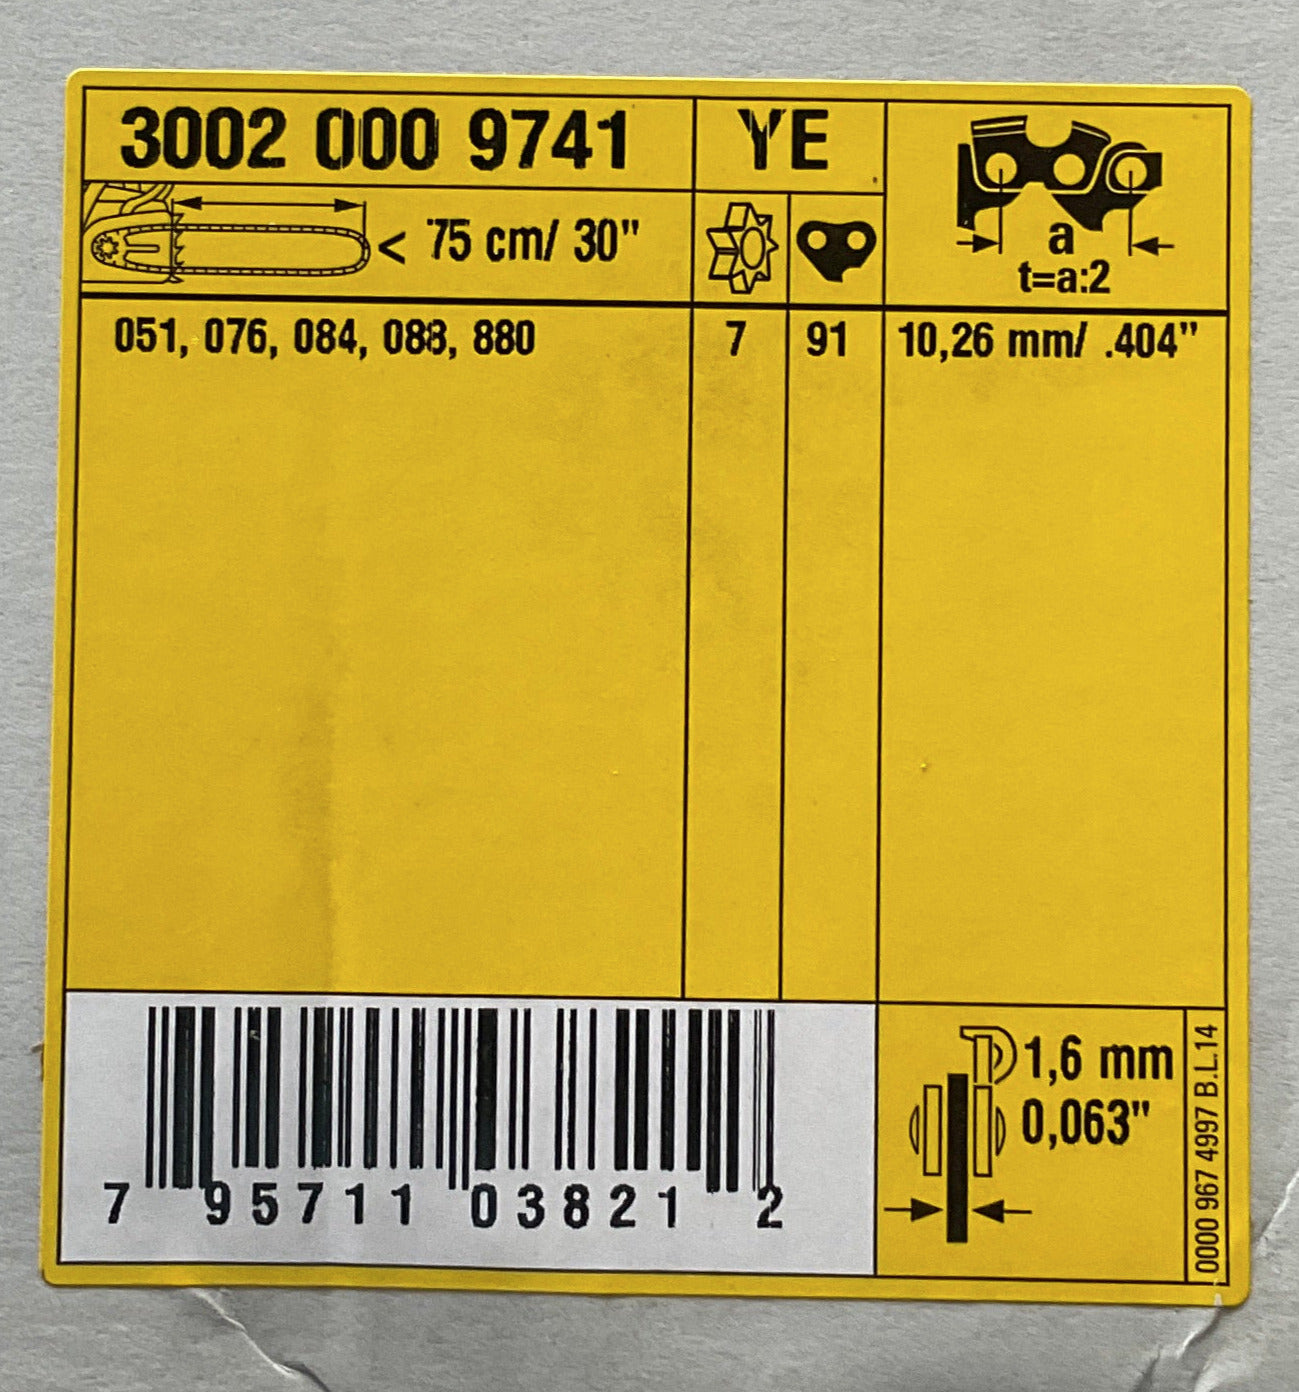 3002 000 9741
YE
< 75 cm/ 30"
a
t=a:2
051, 076, 084, 088, 880
7
91
10,26 mm/ .404"
7 95711 03821 2
1,6 mm
0,063"
0000 967 4997 B.L.14